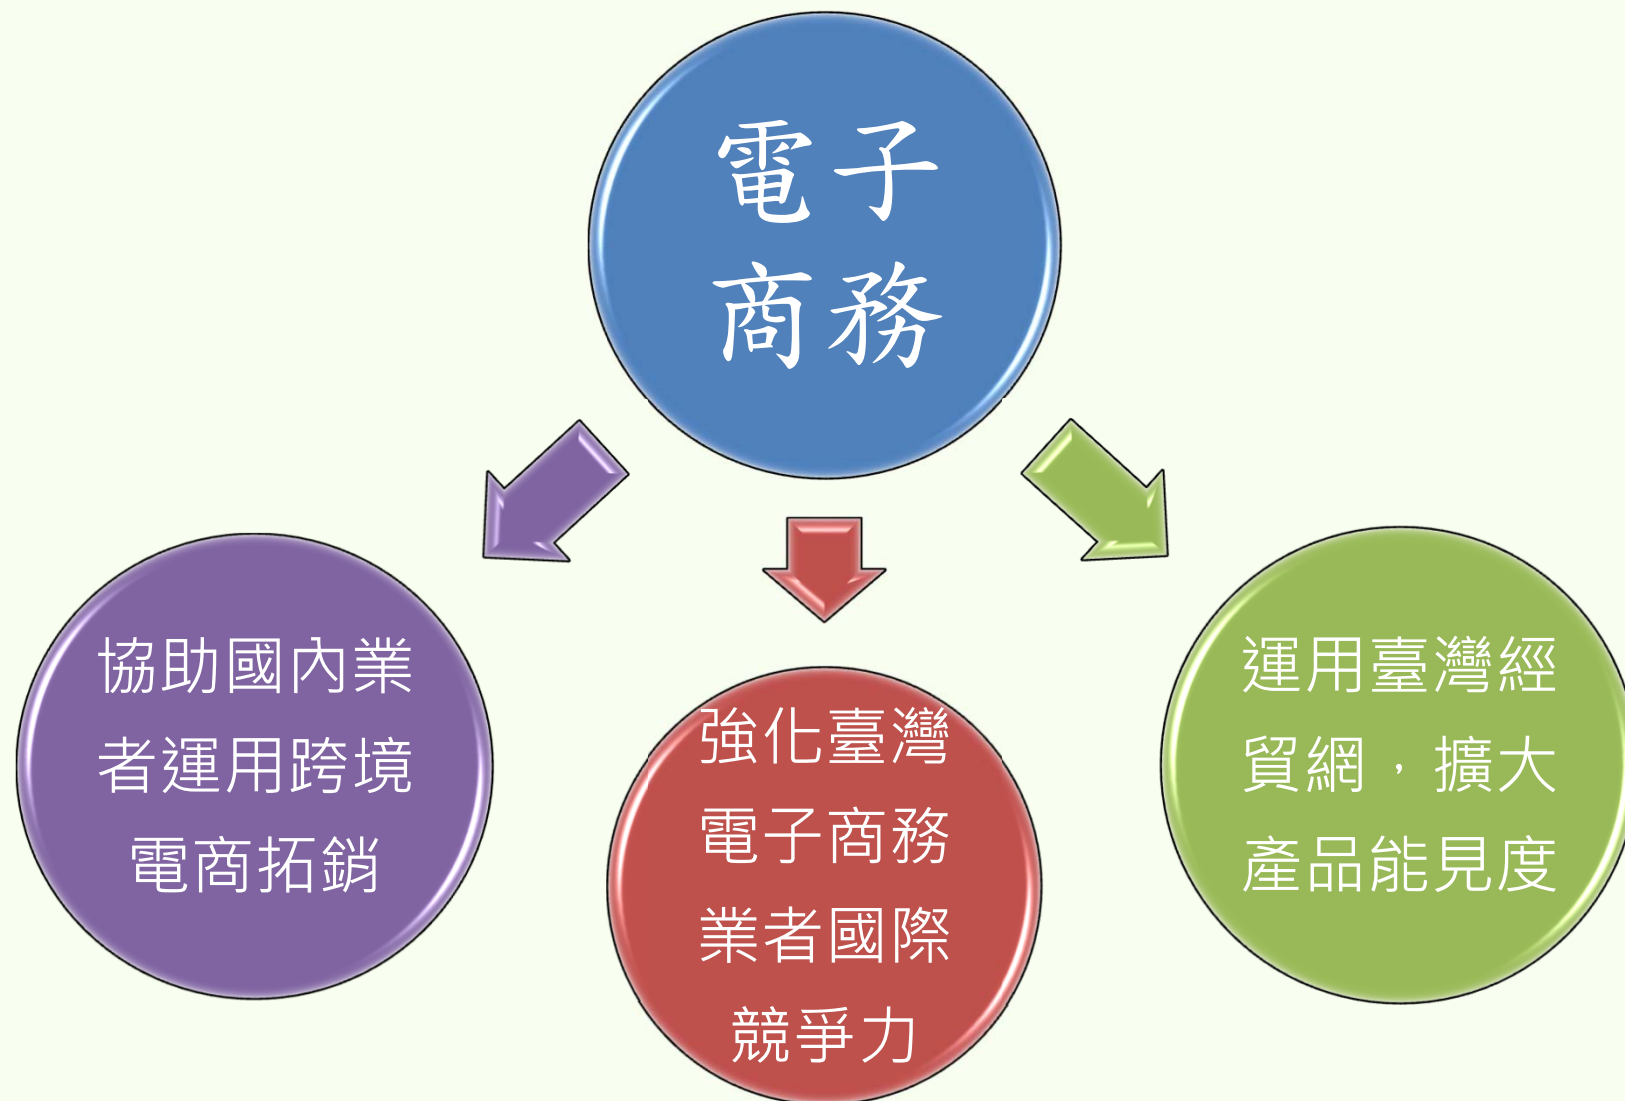 電子
商務
協助國內業
者運用跨境
電商拓銷
強化臺灣
電子商務
業者國際
競爭力
運用臺灣經
貿網，擴大
產品能見度